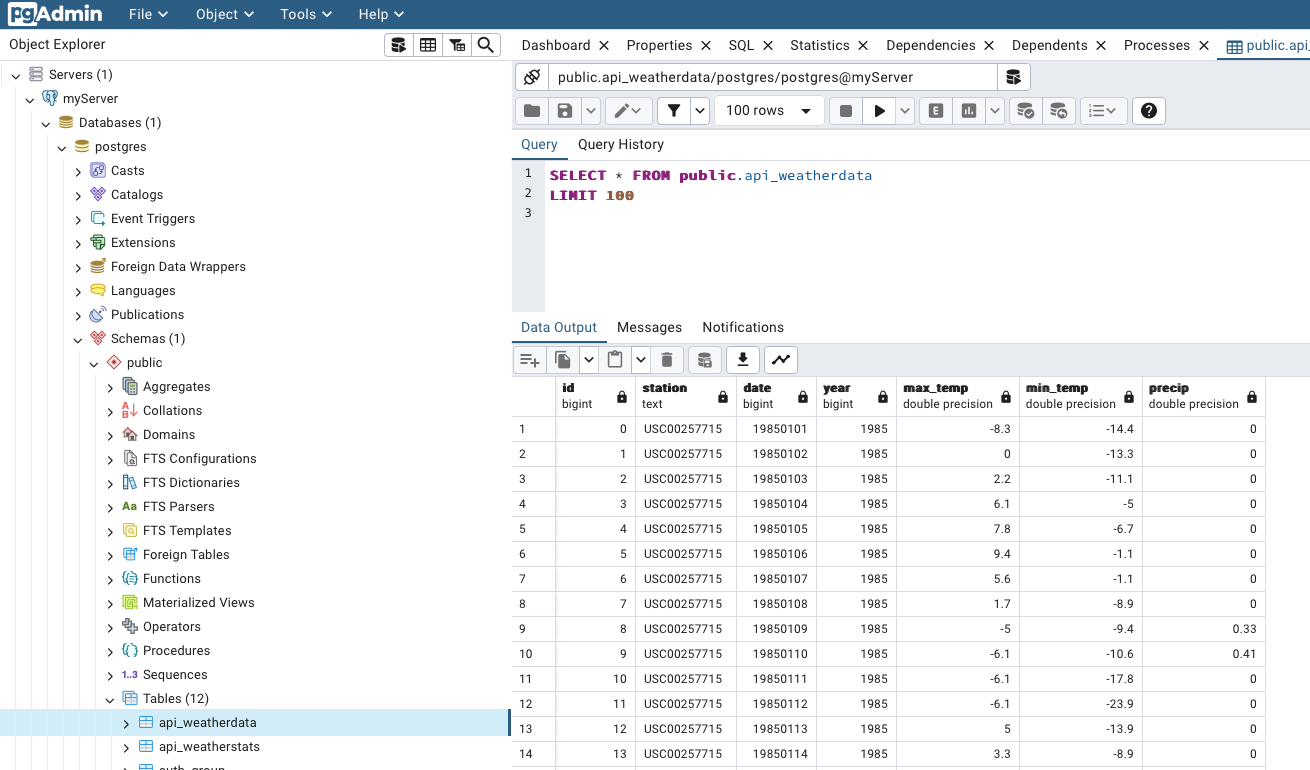 pgAdmin File Object Tools Help
Object Explorer
Servers (1)
myServer
Databases (1)
postgres
Casts
Catalogs
Event Triggers
Extensions
Foreign Data Wrappers
Languages
Publications
Schemas (1)
public
Aggregates
Collations
Domains
FTS Configurations
FTS Dictionaries
Aa FTS Parsers
FTS Templates
Foreign Tables
Functions
Materialized Views
Operators
Procedures
1..3 Sequences
Tables (12)
api_weatherdata
api_weatherstats
Dashboard Properties SQL Statistics Dependencies Dependents Processes public.api_
public.api_weatherdata/postgres/postgres@myServer
100 rows E
Query Query History
1 SELECT * FROM public.api_weatherdata
2 LIMIT 100
3
Data Output Messages Notifications
id station date year max_temp min_temp precip
bigint text bigint bigint double precision double precision double precision
1 0 USC00257715 19850101 1985 -8.3 -14.4 0
2 1 USC00257715 19850102 1985 0 -13.3 0
3 2 USC00257715 19850103 1985 2.2 -11.1 0
4 3 USC00257715 19850104 1985 6.1 -5 0
5 4 USC00257715 19850105 1985 7.8 -6.7 0
6 5 USC00257715 19850106 1985 9.4 -1.1 0
7 6 USC00257715 19850107 1985 5.6 -1.1 0
8 7 USC00257715 19850108 1985 1.7 -8.9 0
9 8 USC00257715 19850109 1985 -5 -9.4 0.33
10 9 USC00257715 19850110 1985 -6.1 -10.6 0.41
11 10 USC00257715 19850111 1985 -6.1 -17.8 0
12 11 USC00257715 19850112 1985 -6.1 -23.9 0
13 12 USC00257715 19850113 1985 5 -13.9 0
14 13 USC00257715 19850114 1985 3.3 -8.9 0